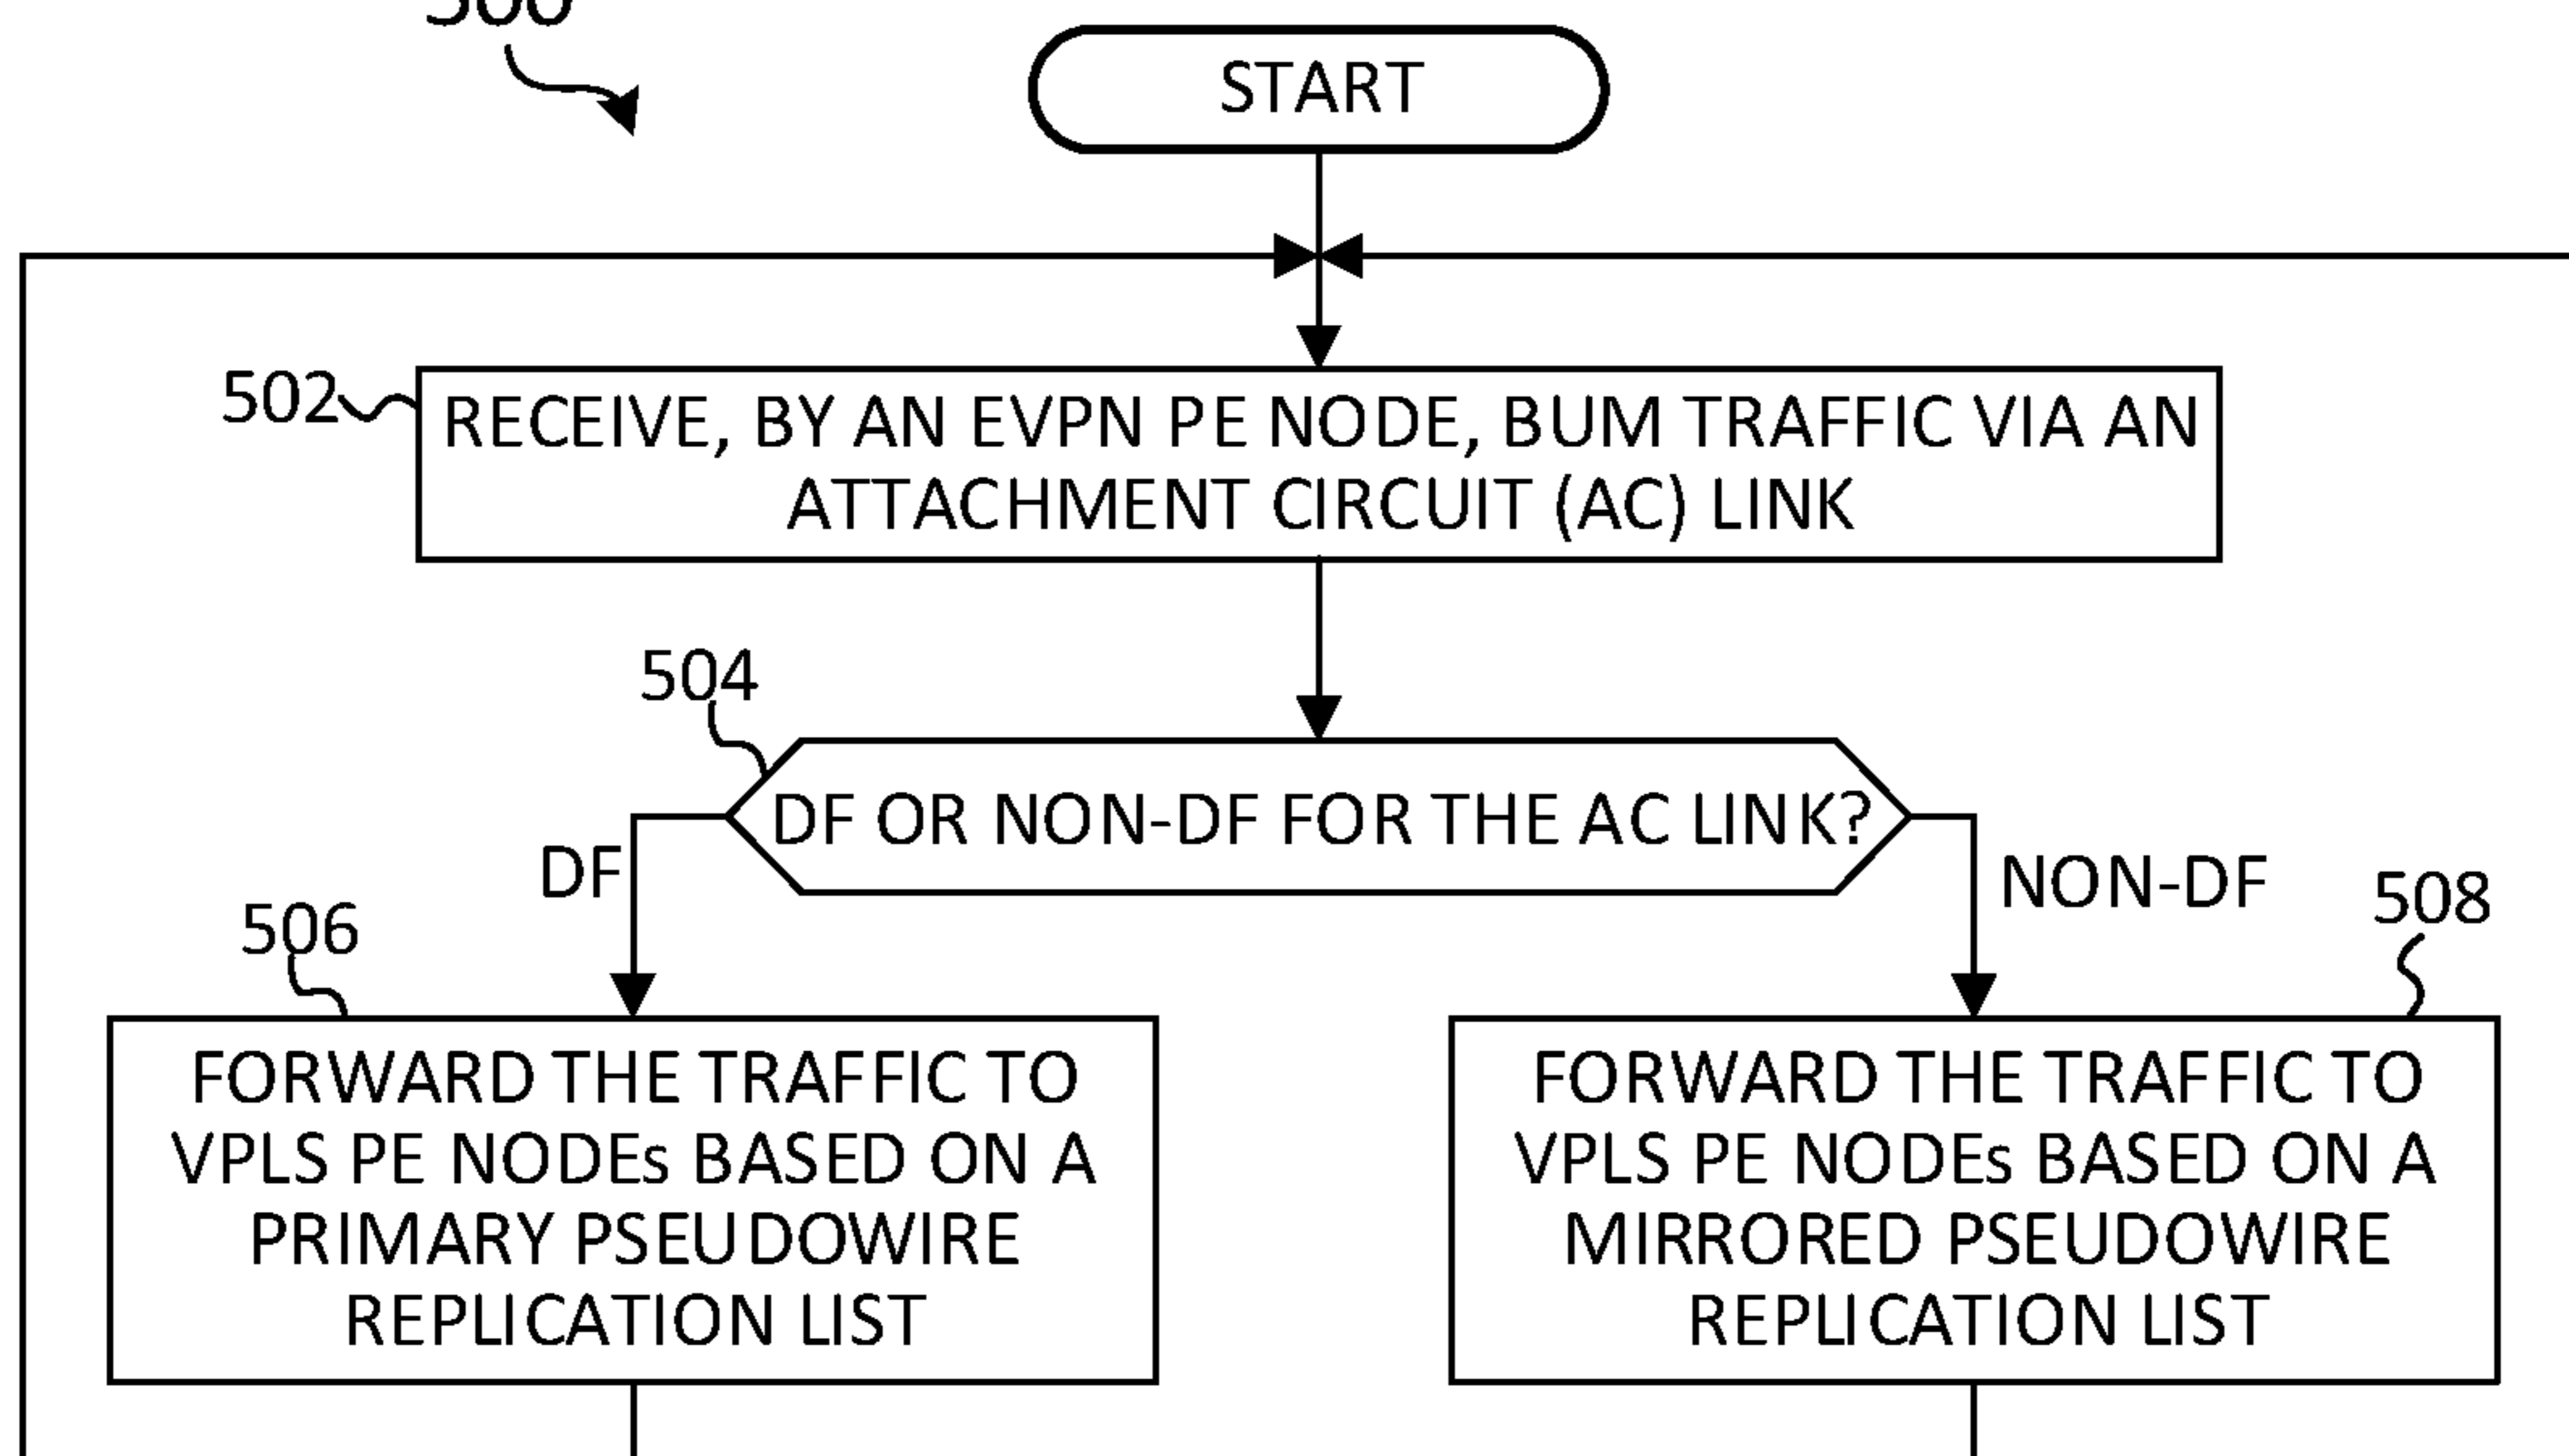 500
START
502
RECEIVE, BY AN EVPN PE NODE, BUM TRAFFIC VIA AN
ATTACHMENT CIRCUIT (AC) LINK
504
DF OR NON-DF FOR THE AC LINK?
DF
NON-DF
506
508
FORWARD THE TRAFFIC TO
VPLS PE NODEs BASED ON A
PRIMARY PSEUDOWIRE
REPLICATION LIST
FORWARD THE TRAFFIC TO
VPLS PE NODEs BASED ON A
MIRRORED PSEUDOWIRE
REPLICATION LIST